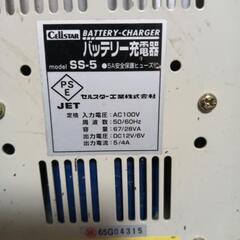 CELLSTAR BATTERY-CHARGER
バッテリー充電器
model SS-5 ●5A安全保護ヒューズ付
PS
E
JET
セルスター工業株式会社
定格 入力電圧:AC100V
周波数:50/60Hz
容量:67/26VA
出力電圧:DC12V/6V
出力電流:5/4A
65G04315